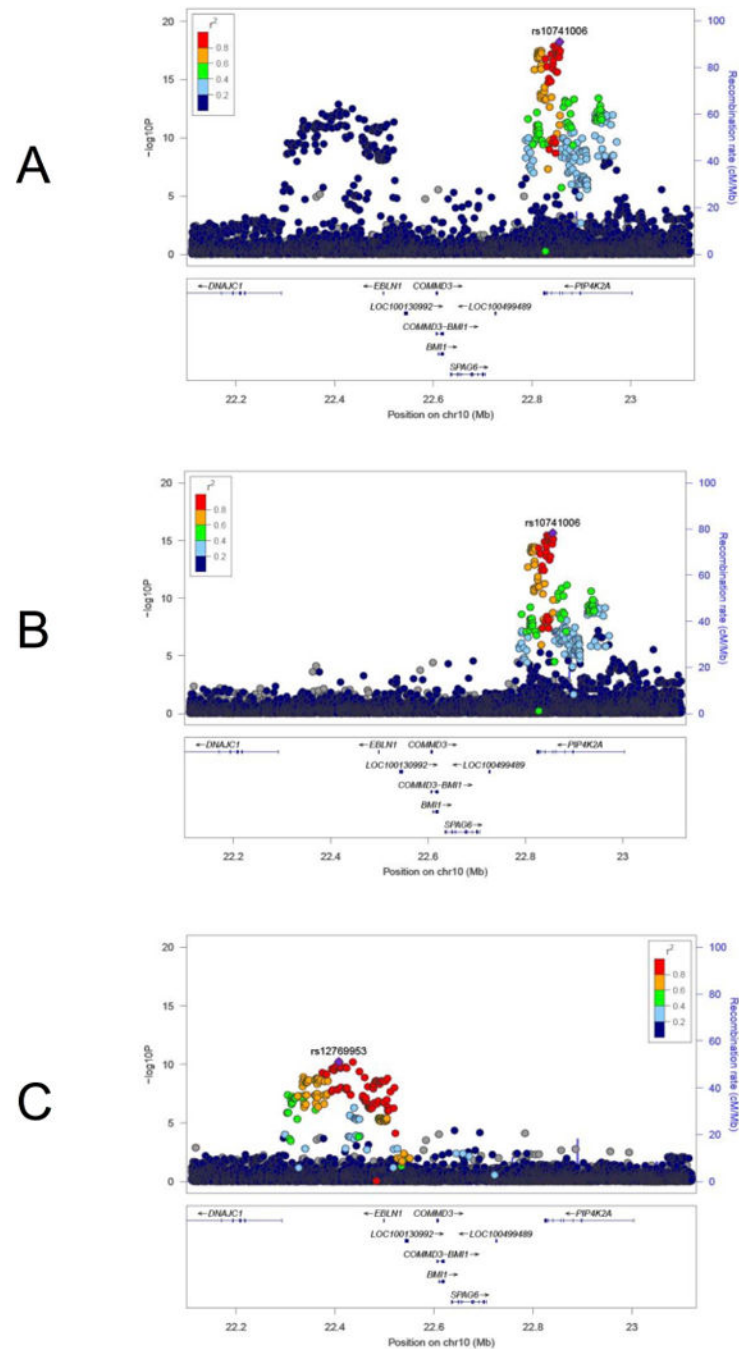 A
20
15
10
5
0
−log10P
r²
0.8
0.6
0.4
0.2
rs10741006
100
80
60
40
20
0
Recombination rate (cM/Mb)
←DNAJC1
←EBLN1
COMMD3→
←PIP4K2A
LOC100130992→
←LOC100499489
COMMD3−BMI1→
BMI1→
SPAG6→
22.2
22.4
22.6
22.8
23
Position on chr10 (Mb)
B
20
15
10
5
0
−log10P
r²
0.8
0.6
0.4
0.2
rs10741006
100
80
60
40
20
0
Recombination rate (cM/Mb)
←DNAJC1
←EBLN1
COMMD3→
←PIP4K2A
LOC100130992→
←LOC100499489
COMMD3−BMI1→
BMI1→
SPAG6→
22.2
22.4
22.6
22.8
23
Position on chr10 (Mb)
C
20
15
10
5
0
−log10P
rs12769953
r²
0.8
0.6
0.4
0.2
100
80
60
40
20
0
Recombination rate (cM/Mb)
←DNAJC1
←EBLN1
COMMD3→
←PIP4K2A
LOC100130992→
←LOC100499489
COMMD3−BMI1→
BMI1→
SPAG6→
22.2
22.4
22.6
22.8
23
Position on chr10 (Mb)